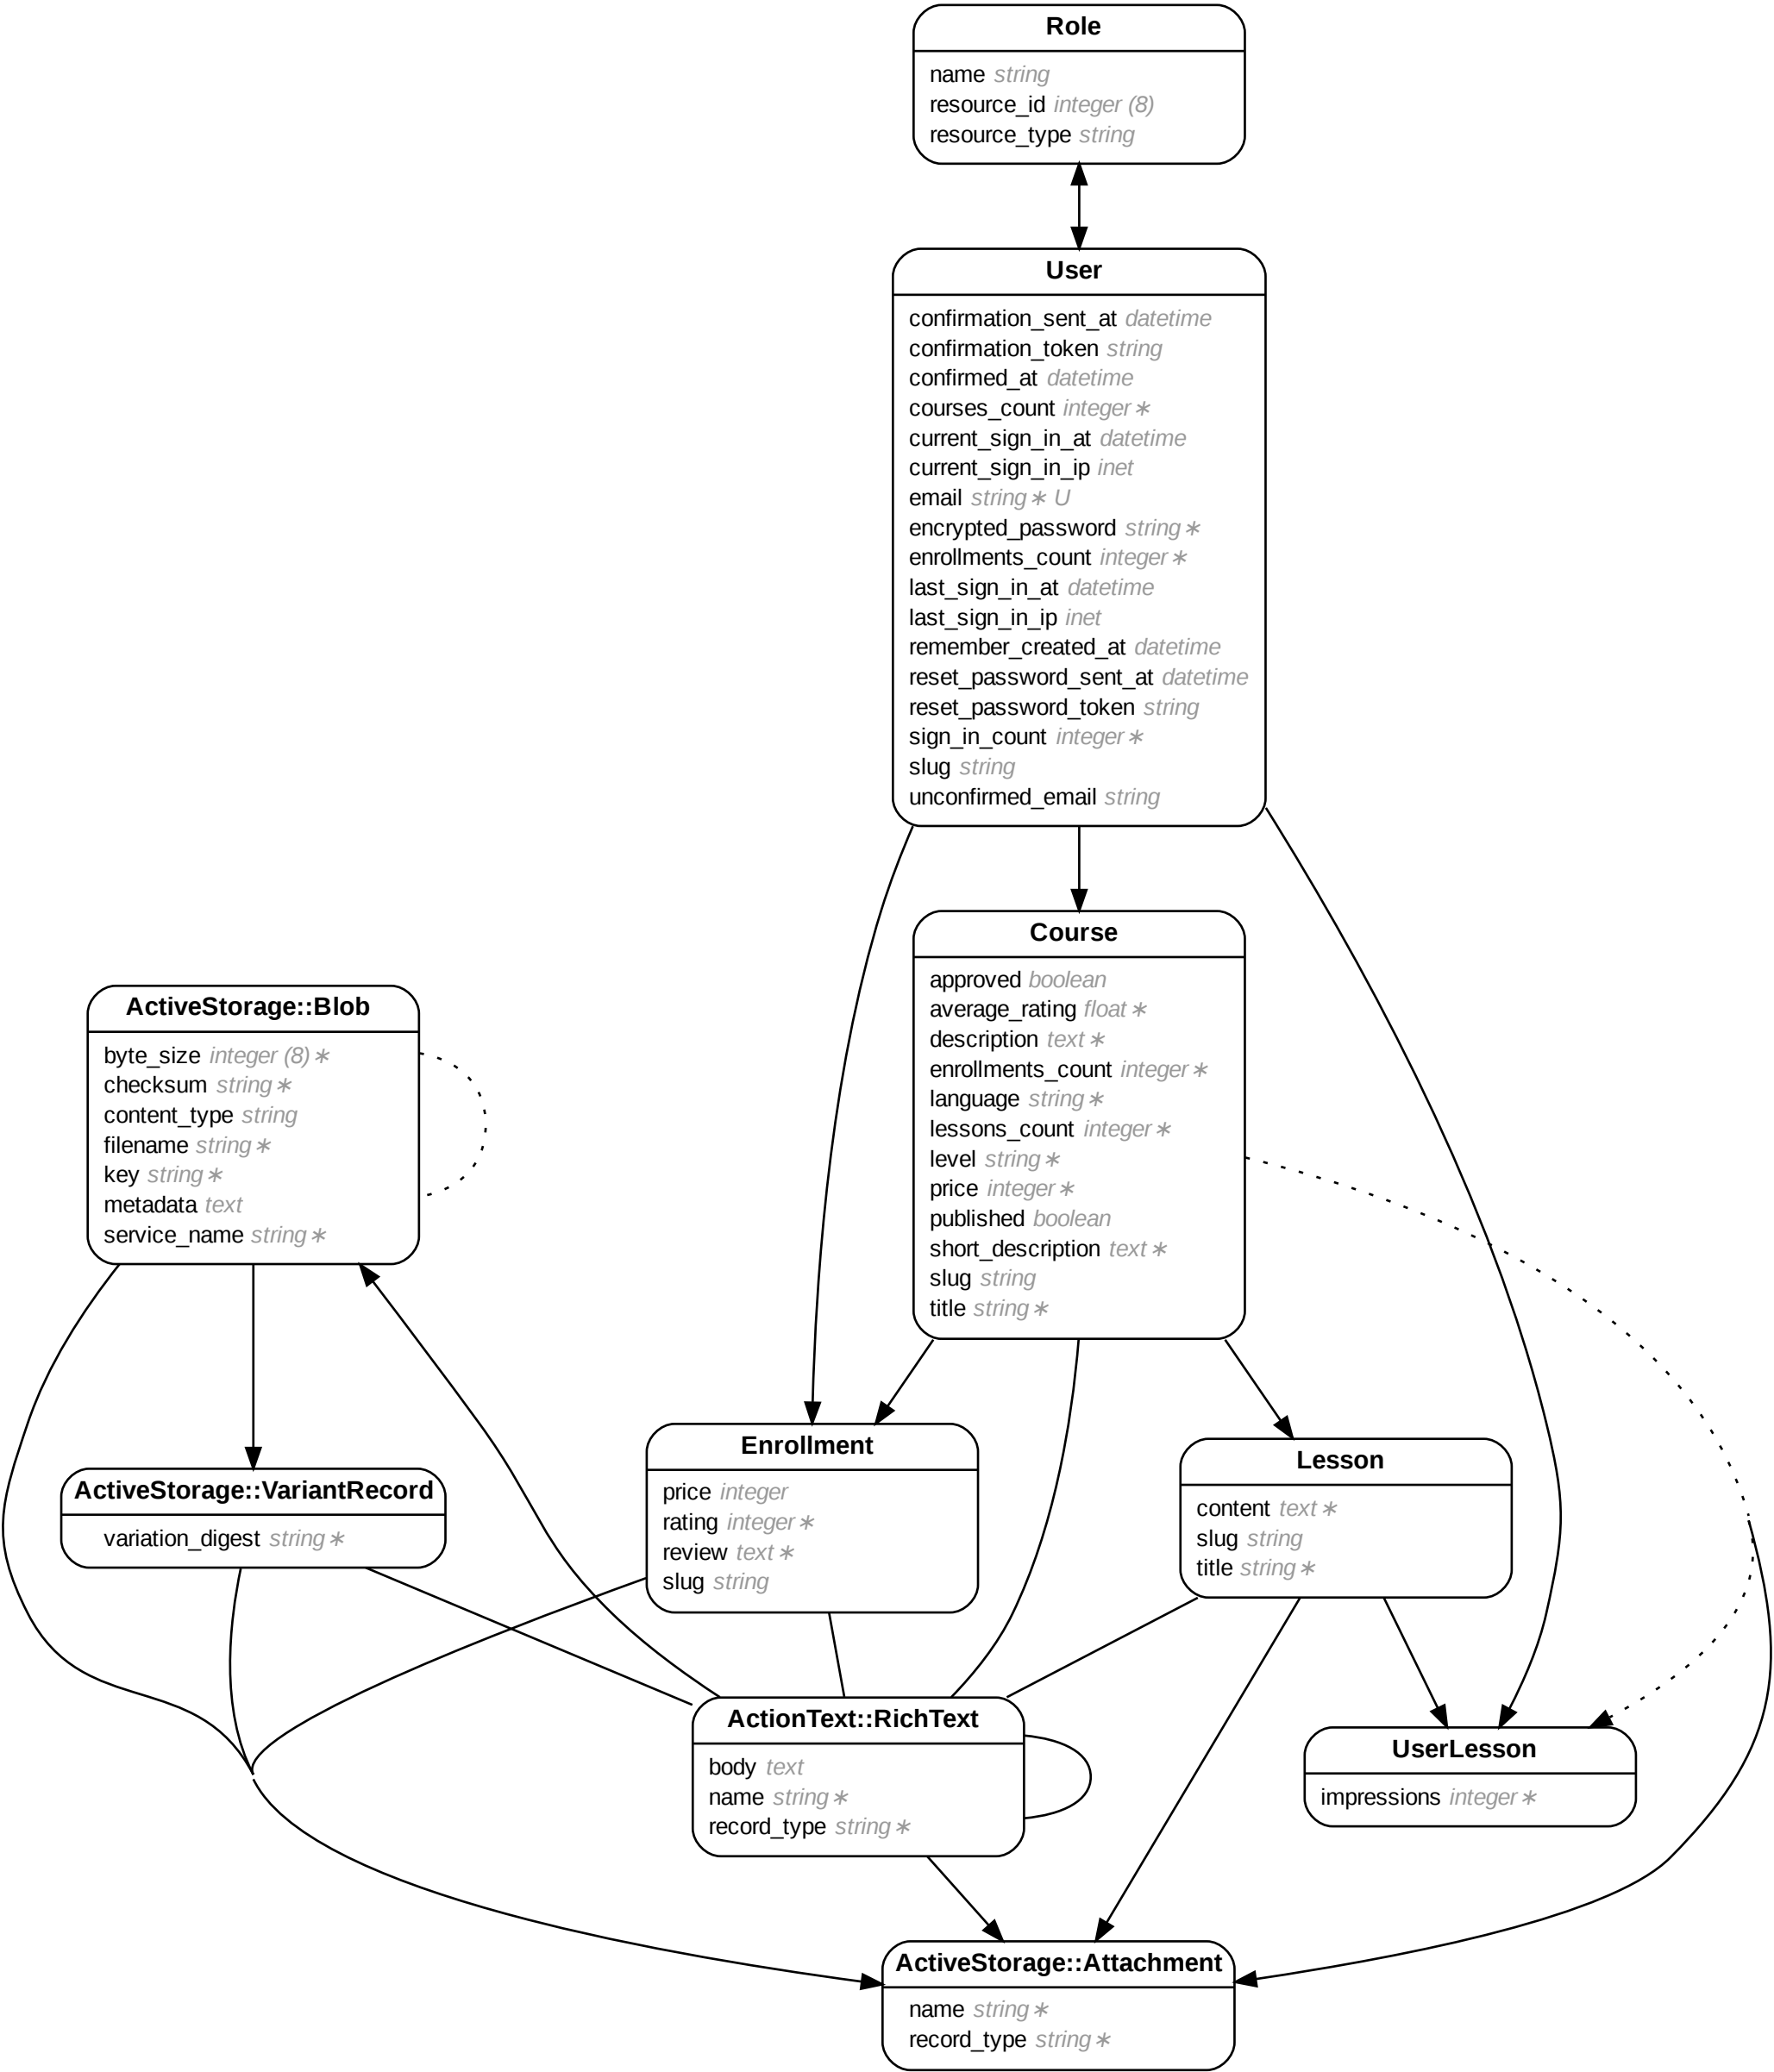 Role
name string
resource_id integer (8)
resource_type string
User
confirmation_sent_at datetime
confirmation_token string
confirmed_at datetime
courses_count integer ∗
current_sign_in_at datetime
current_sign_in_ip inet
email string ∗ U
encrypted_password string ∗
enrollments_count integer ∗
last_sign_in_at datetime
last_sign_in_ip inet
remember_created_at datetime
reset_password_sent_at datetime
reset_password_token string
sign_in_count integer ∗
slug string
unconfirmed_email string
Course
approved boolean
average_rating float ∗
description text ∗
enrollments_count integer ∗
language string ∗
lessons_count integer ∗
level string ∗
price integer ∗
published boolean
short_description text ∗
slug string
title string ∗
ActiveStorage::Blob
byte_size integer (8) ∗
checksum string ∗
content_type string
filename string ∗
key string ∗
metadata text
service_name string ∗
ActiveStorage::VariantRecord
variation_digest string ∗
Enrollment
price integer
rating integer ∗
review text ∗
slug string
Lesson
content text ∗
slug string
title string ∗
ActionText::RichText
body text
name string ∗
record_type string ∗
UserLesson
impressions integer ∗
ActiveStorage::Attachment
name string ∗
record_type string ∗